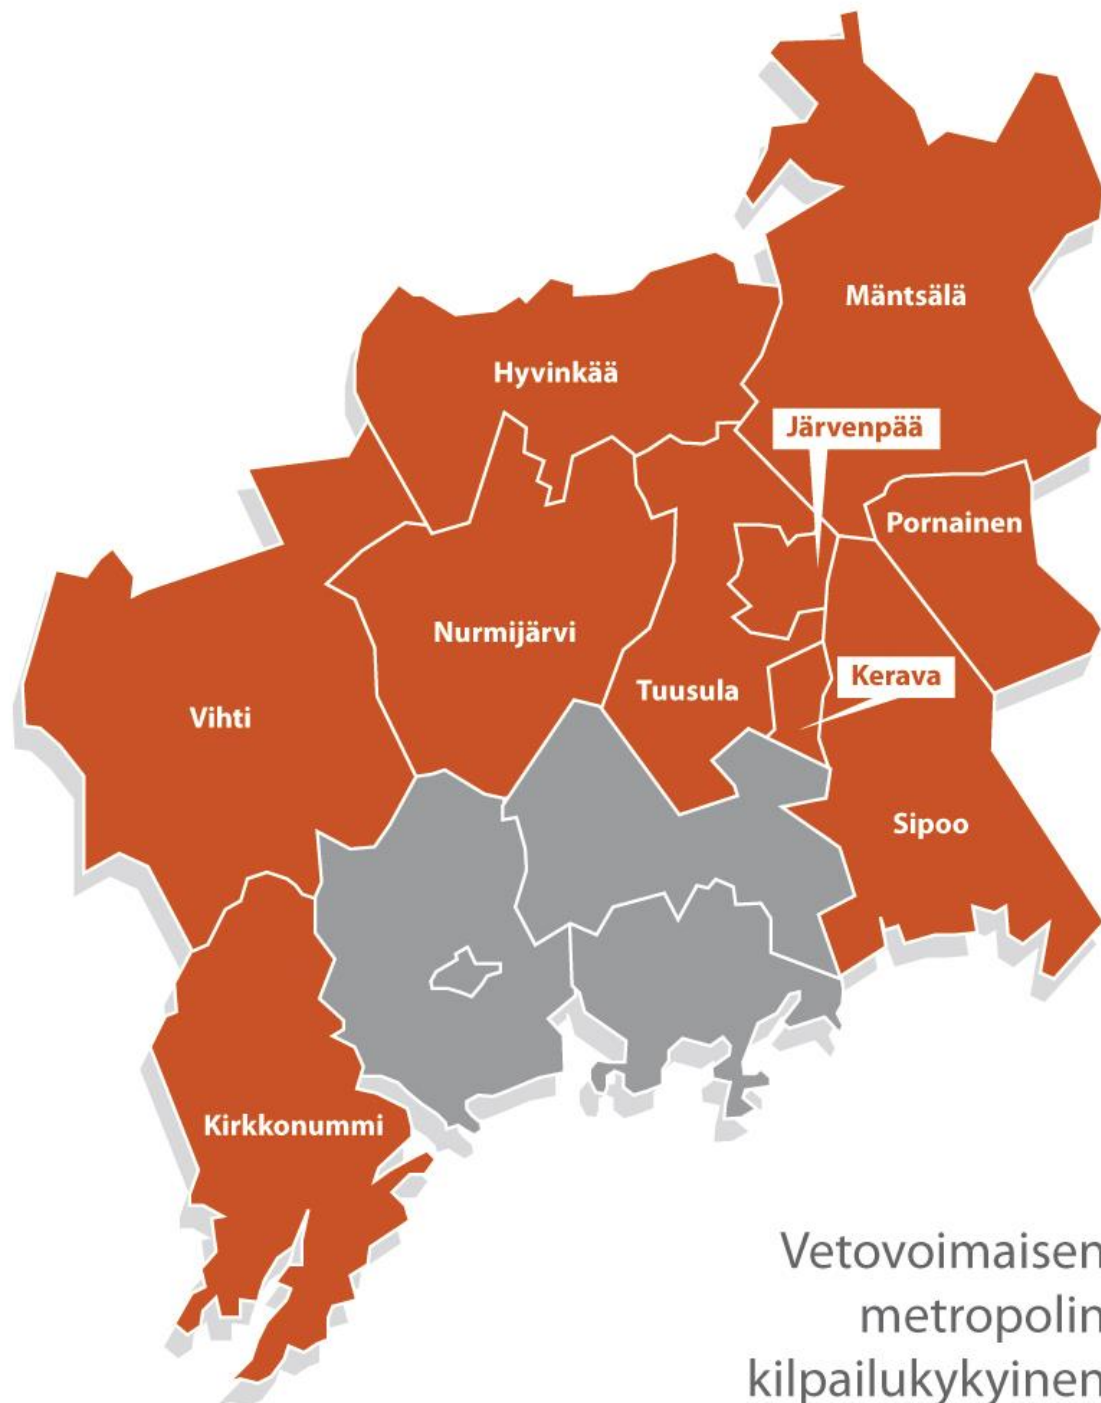 Mäntsälä
Hyvinkää
Järvenpää
Pornainen
Nurmijärvi
Kerava
Tuusula
Vihti
Sipoo
Kirkkonummi
Vetovoimaisen
metropolin
kilpailukykyinen